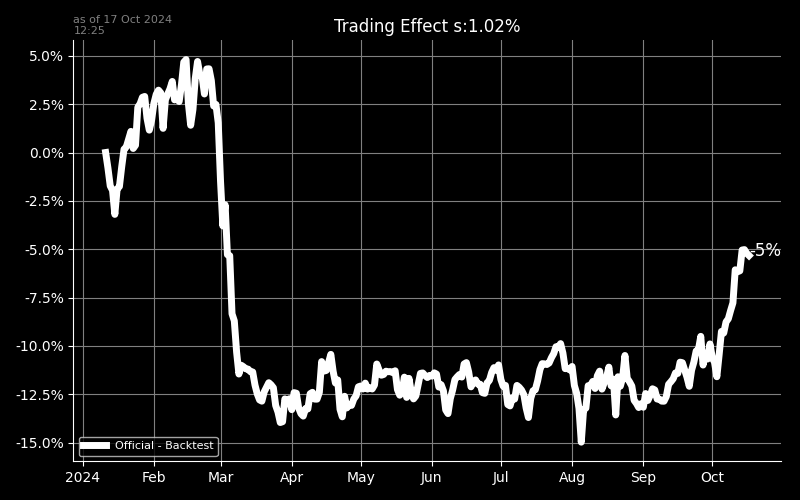 as of 17 Oct 2024
12:25
Trading Effect s:1.02%
5.0%
2.5%
0.0%
-2.5%
-5.0%
-7.5%
-10.0%
-12.5%
-15.0%
-5%
Official - Backtest
2024 Feb Mar Apr May Jun Jul Aug Sep Oct